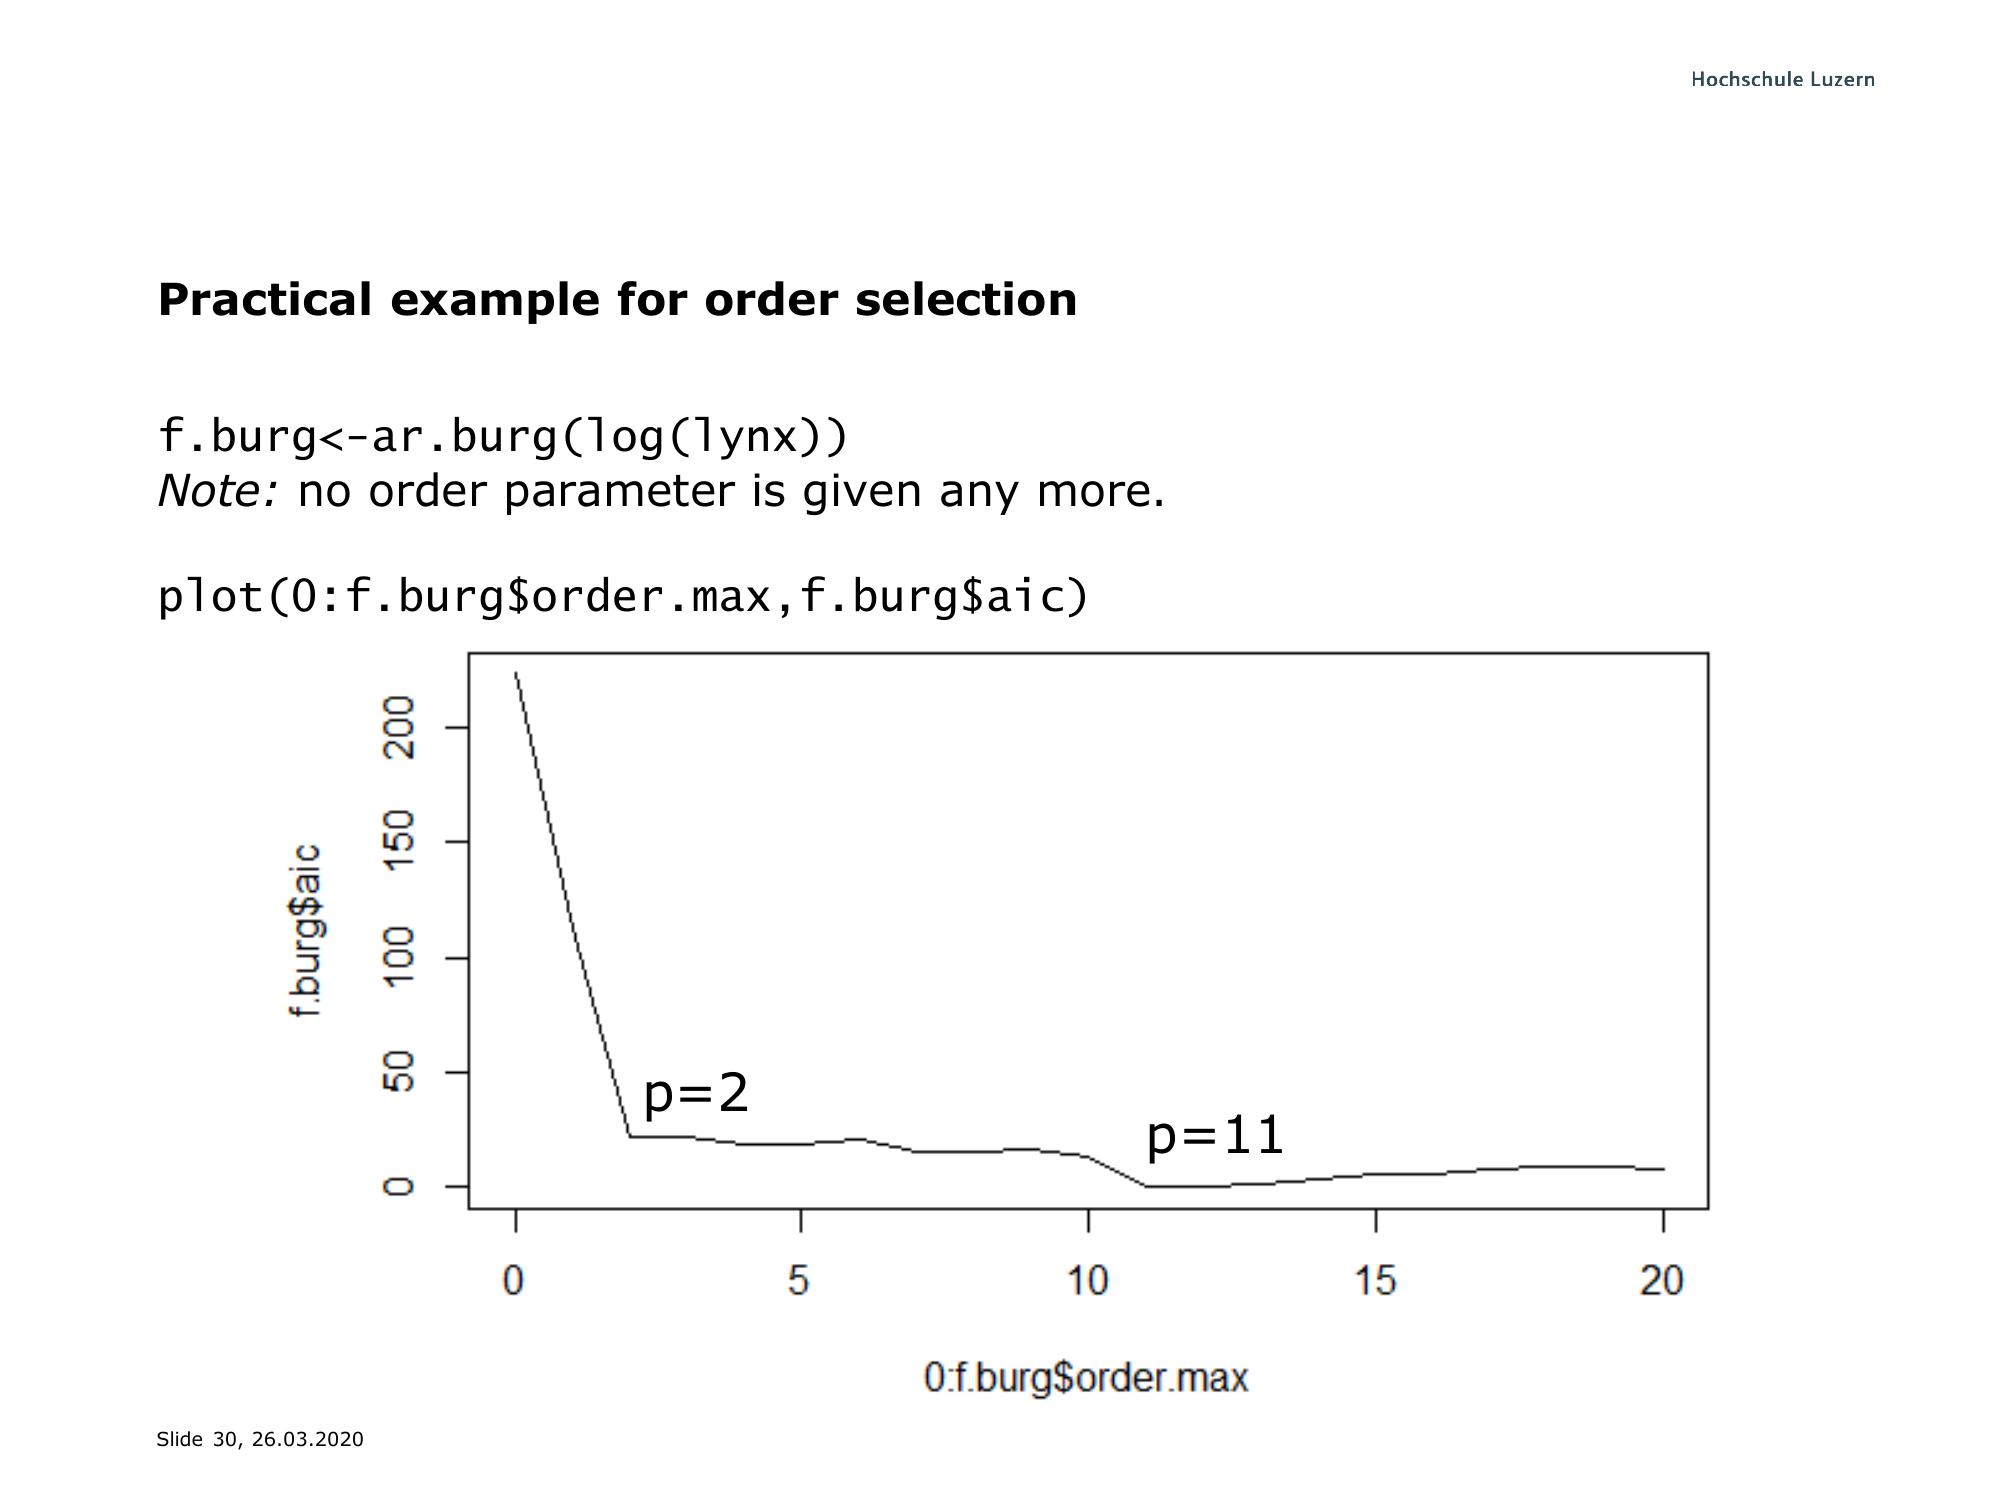 Hochschule Luzern
Practical example for order selection
f.burg<-ar.burg(log(lynx))
Note: no order parameter is given any more.
plot(0:f.burg$order.max,f.burg$aic)
f.burg$aic
200
150
100
50
0
p=2
p=11
0 5 10 15 20
0:f.burg$order.max
Slide 30, 26.03.2020